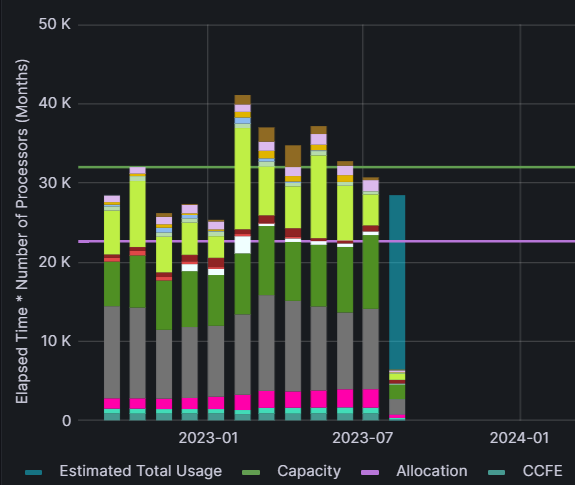 50 K
40 K
30 K
20 K
10 K
0
Elapsed Time * Number of Processors (Months)
2023-01 2023-07 2024-01
Estimated Total Usage Capacity Allocation CCFE